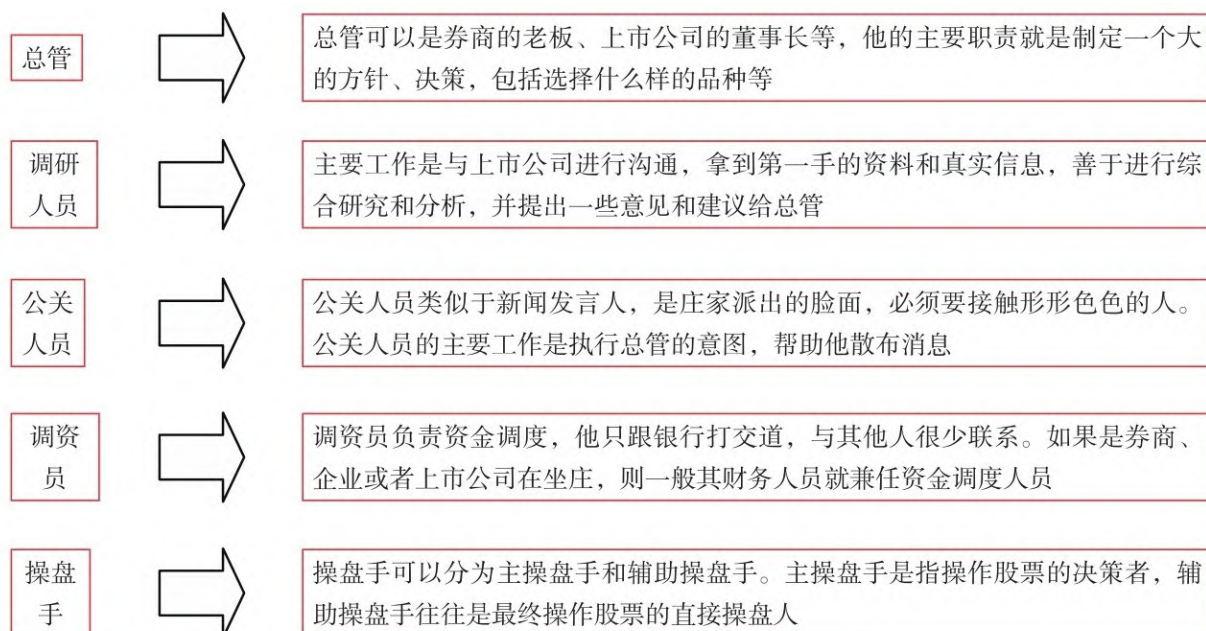 总管
总管可以是券商的老板、上市公司的董事长等，他的主要职责就是制定一个大
的方针、决策，包括选择什么样的品种等
调研
人员
主要工作是与上市公司进行沟通，拿到第一手的资料和真实信息，善于进行综
合研究和分析，并提出一些意见和建议给总管
公关
人员
公关人员类似于新闻发言人，是庄家派出的脸面，必须要接触形形色色的人。
公关人员的主要工作是执行总管的意图，帮助他散布消息
调资
员
调资员负责资金调度，他只跟银行打交道，与其他人很少联系。如果是券商、
企业或者上市公司在坐庄，则一般其财务人员就兼任资金调度人员
操盘
手
操盘手可以分为主操盘手和辅助操盘手。主操盘手是指操作股票的决策者，辅
助操盘手往往是最终操作股票的直接操盘人